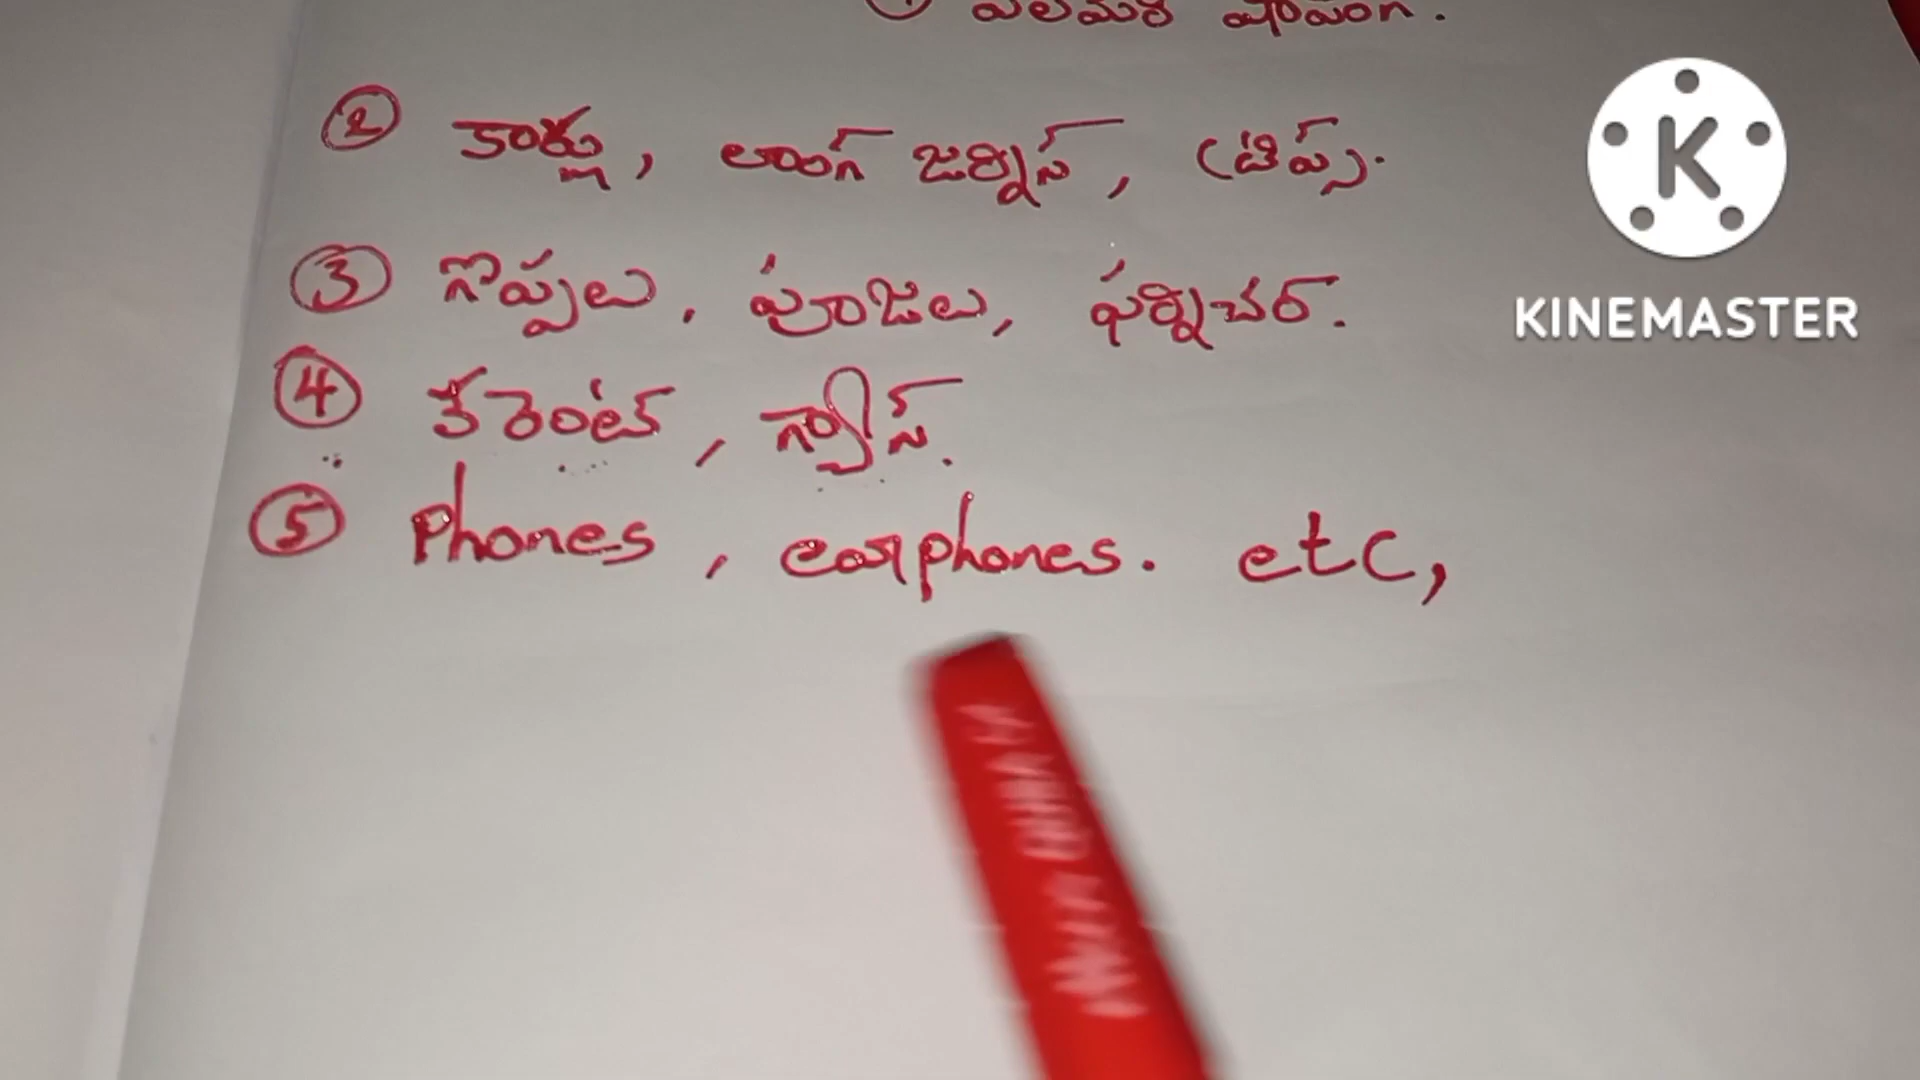 ② కార్లు, లాంగ్ జర్నిస్, ట్రిప్స్.
③ గొప్పలు, పూజలు, ఫర్నిచర్.
④ కేరెంట్, గ్యాస్.
⑤ Phones, earphones. etc,
K
KINEMASTER